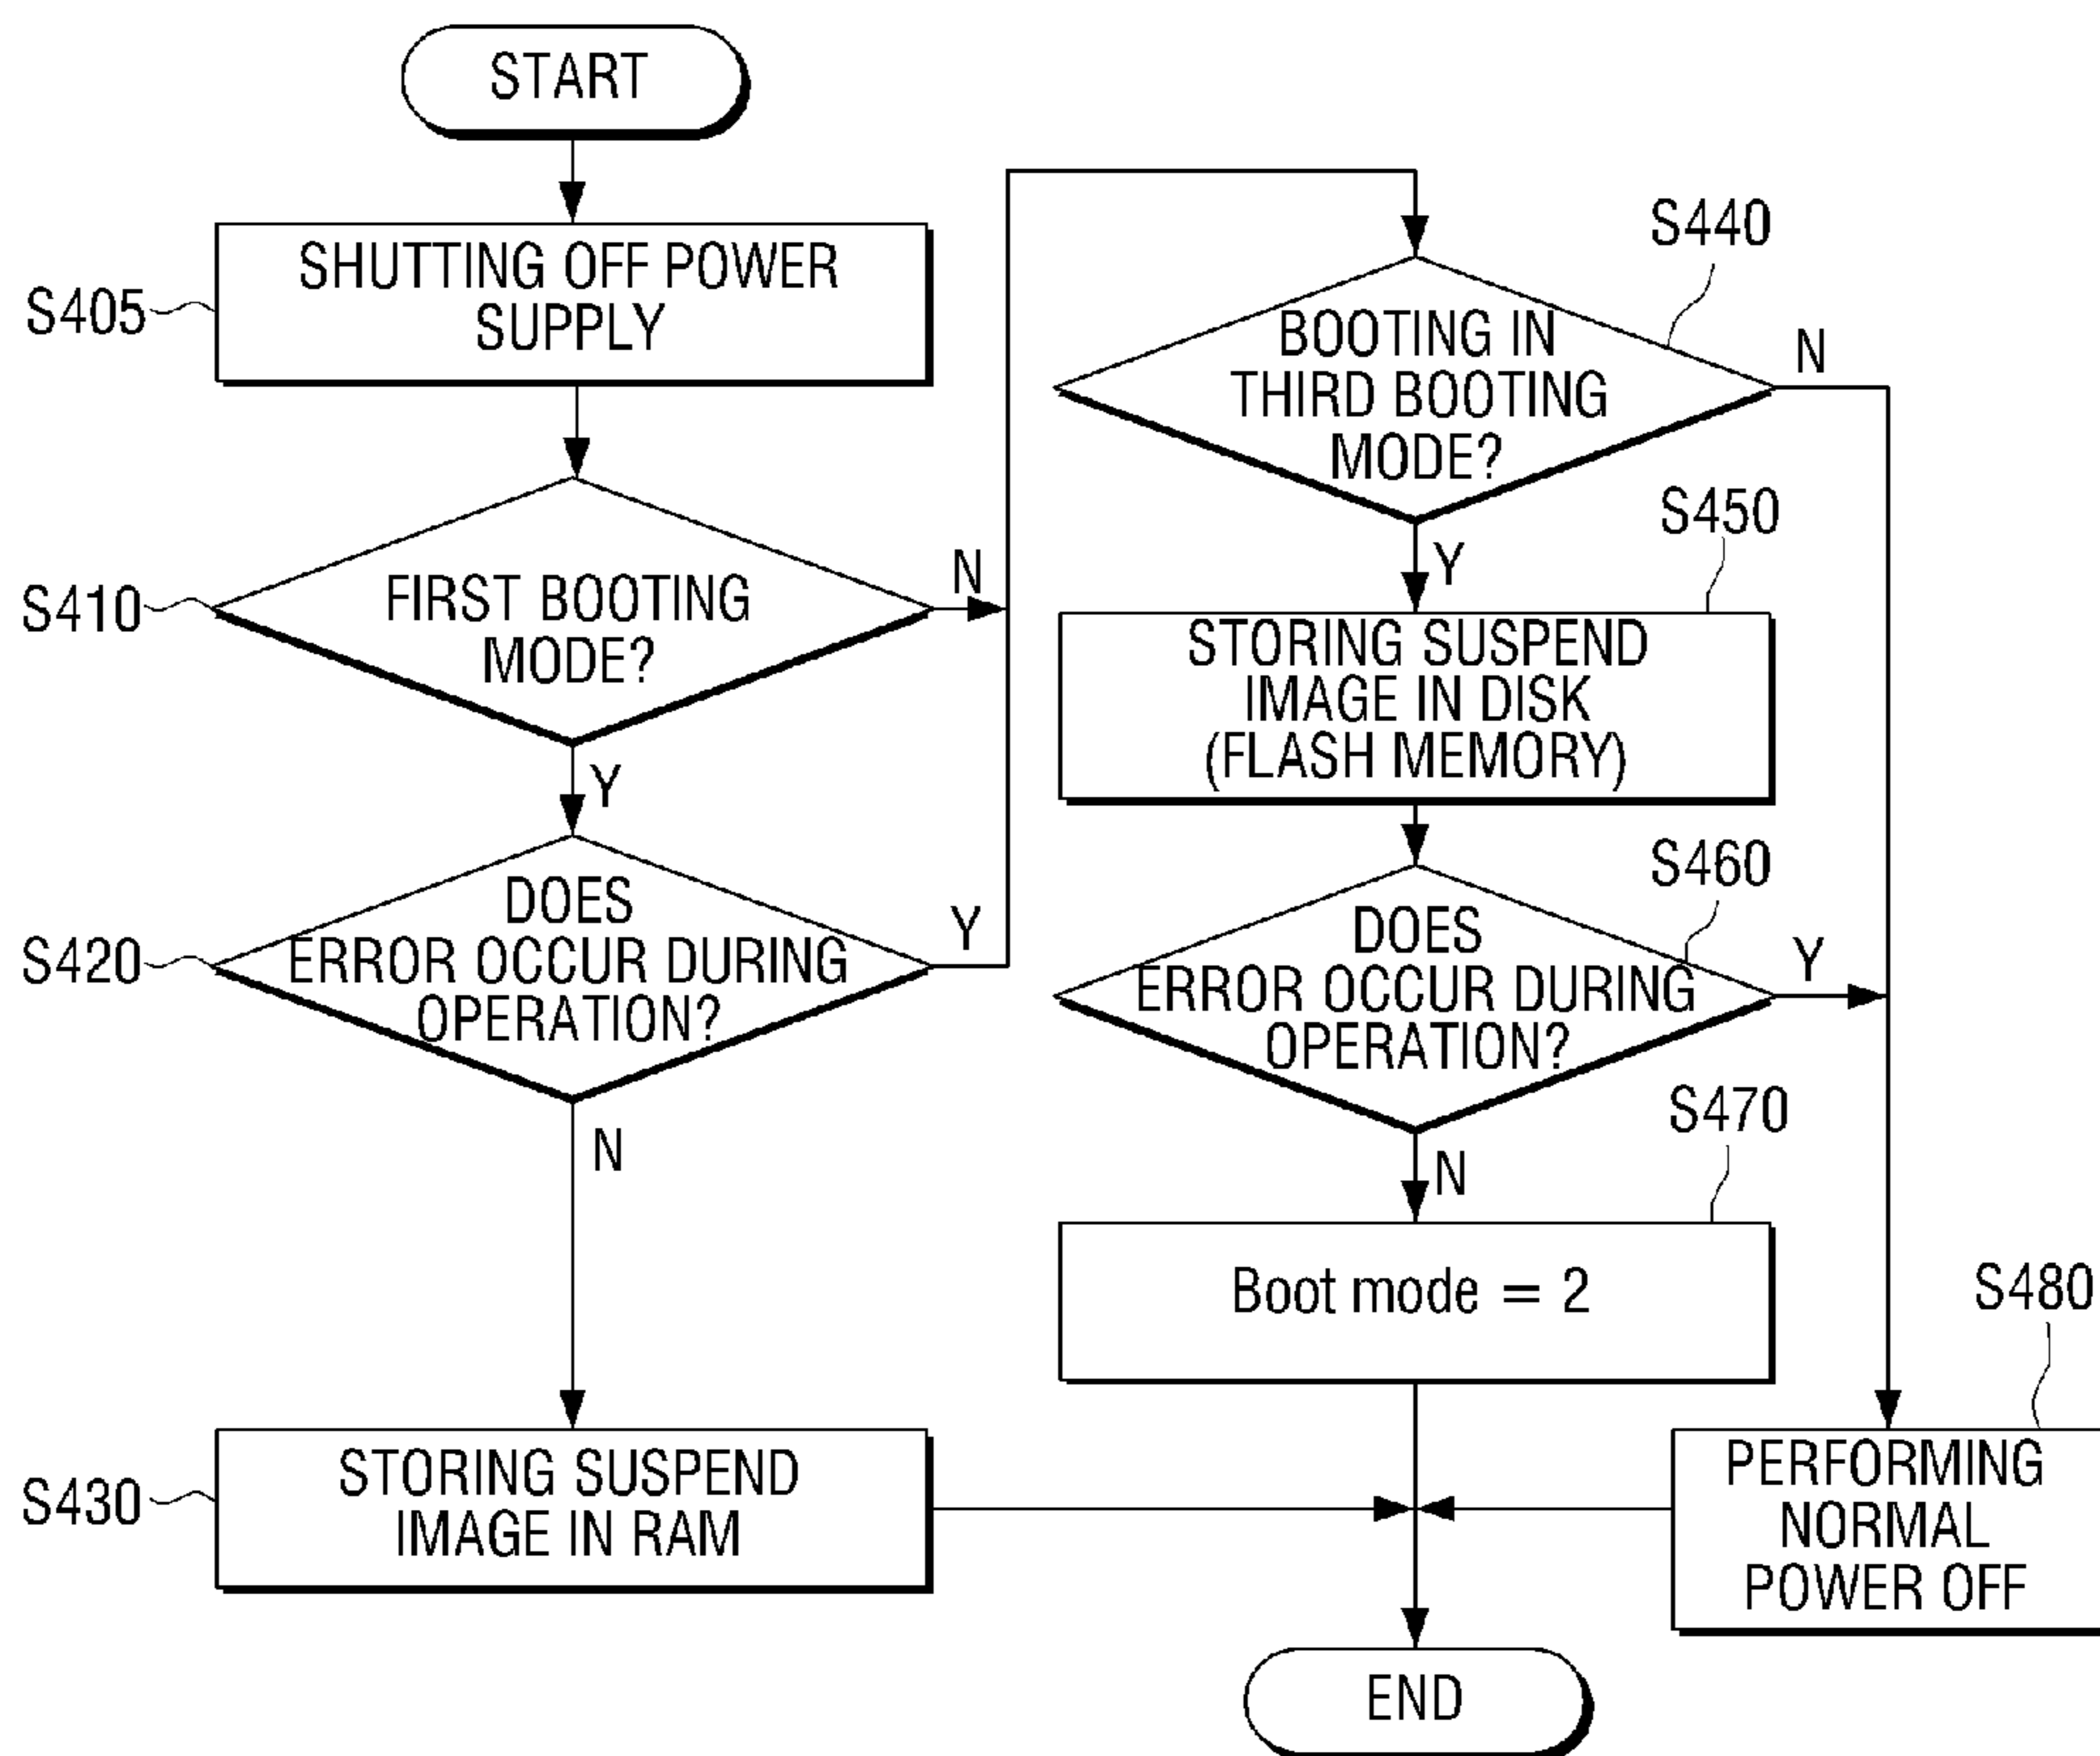 START
SHUTTING OFF POWER
SUPPLY
S405
FIRST BOOTING
MODE?
S410
N
Y
DOES
ERROR OCCUR DURING
OPERATION?
S420
Y
N
STORING SUSPEND
IMAGE IN RAM
S430
S440
BOOTING IN
THIRD BOOTING
MODE?
N
Y
S450
STORING SUSPEND
IMAGE IN DISK
(FLASH MEMORY)
S460
DOES
ERROR OCCUR DURING
OPERATION?
Y
N
S470
Boot mode = 2
S480
PERFORMING
NORMAL
POWER OFF
END